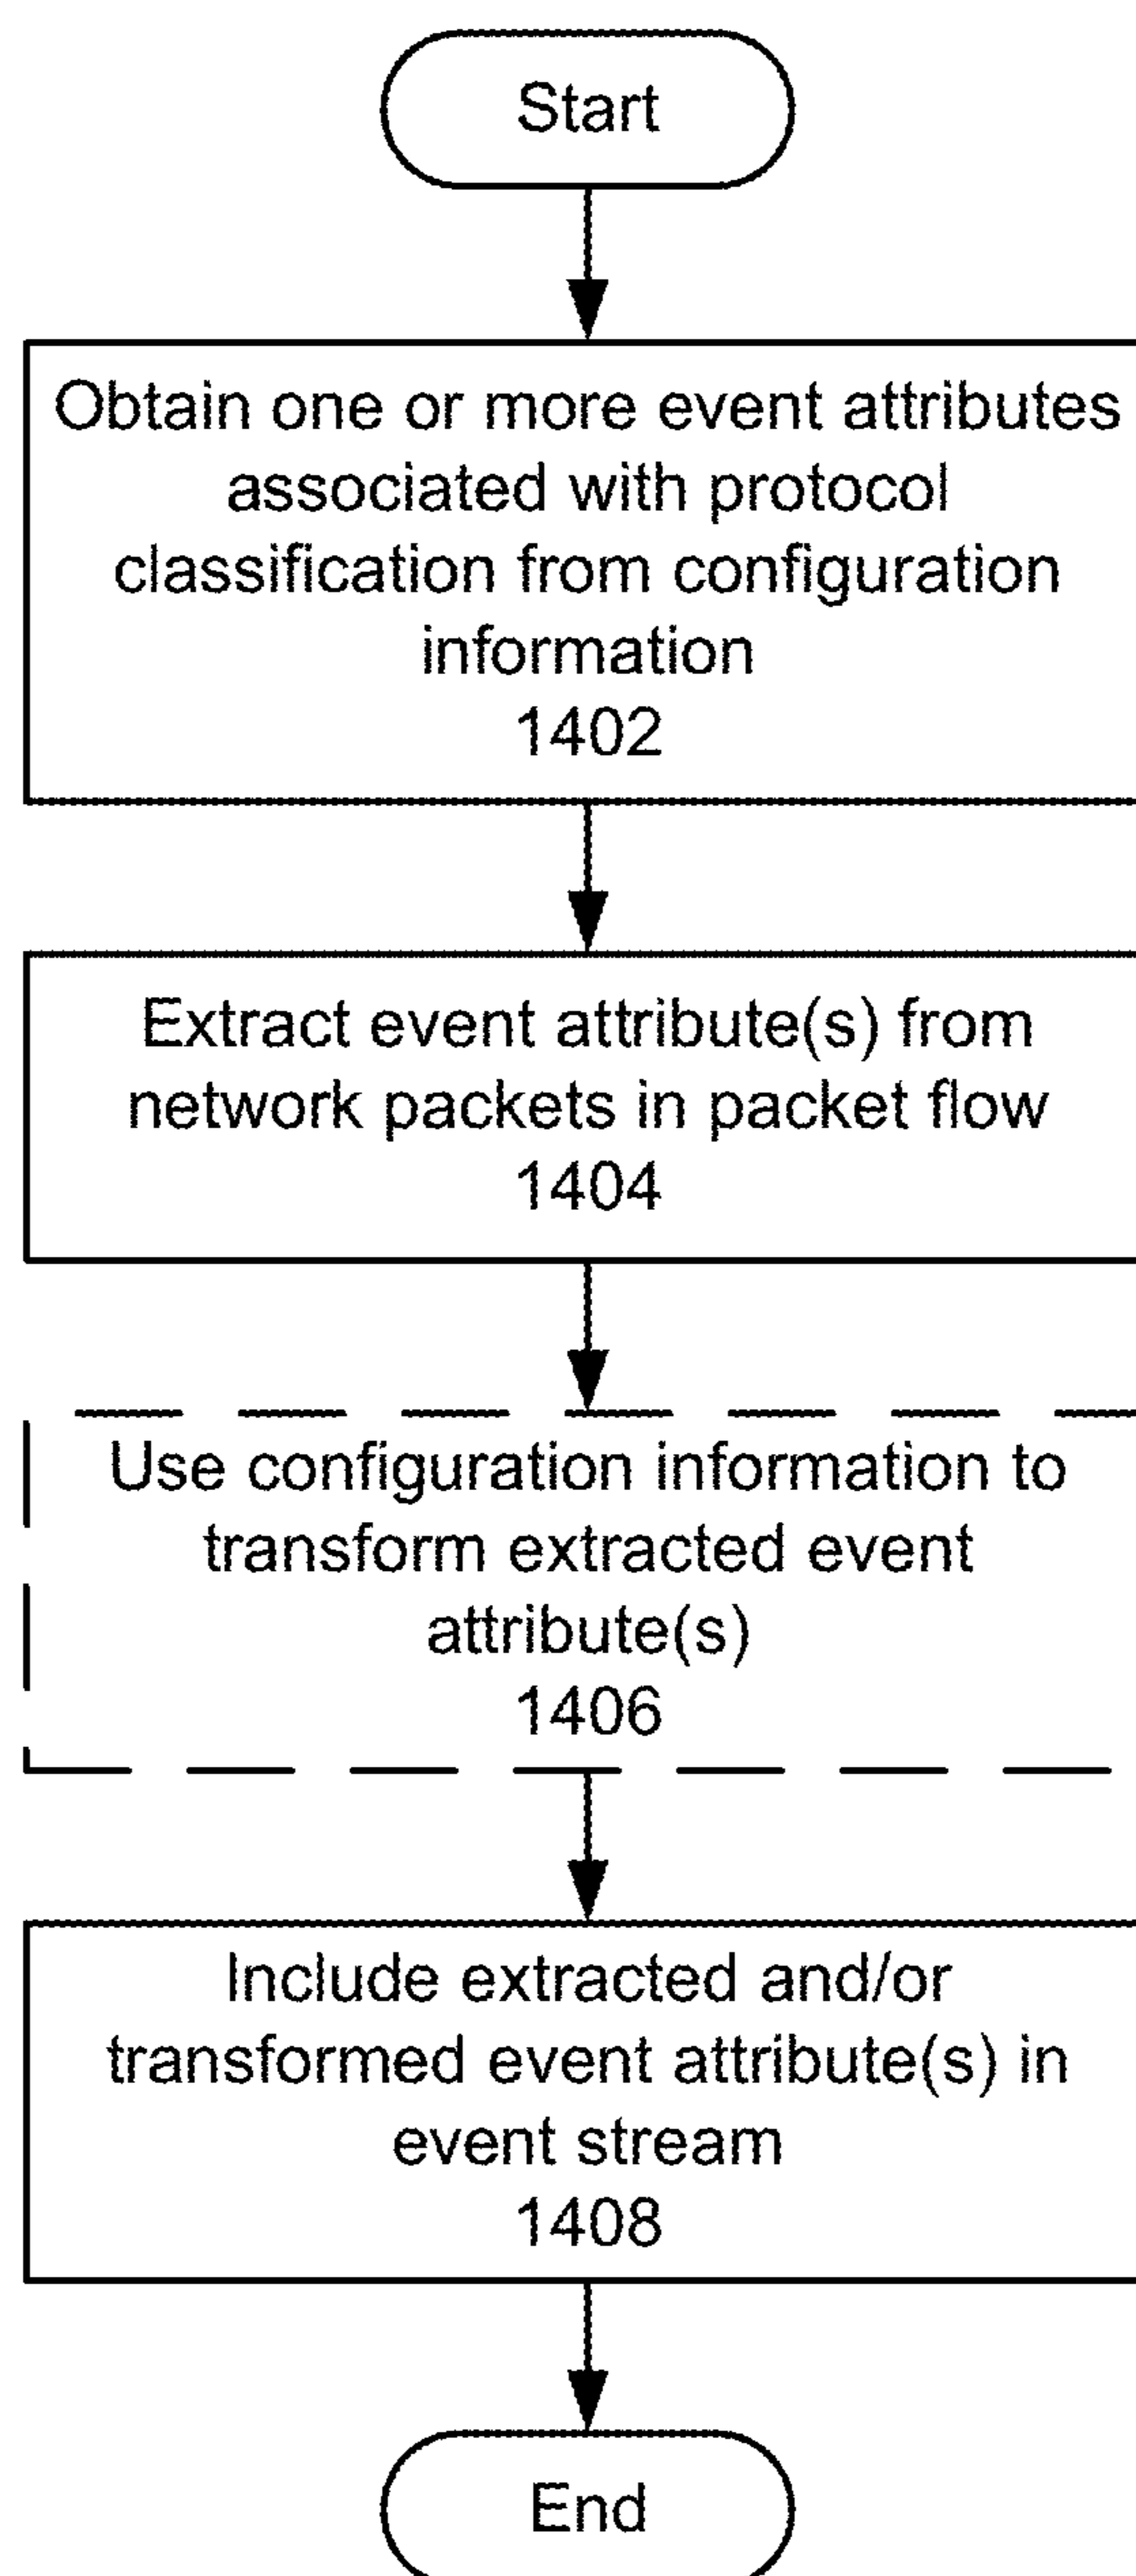 Start
Obtain one or more event attributes
associated with protocol
classification from configuration
information
1402
Extract event attribute(s) from
network packets in packet flow
1404
Use configuration information to
transform extracted event
attribute(s)
1406
Include extracted and/or
transformed event attribute(s) in
event stream
1408
End